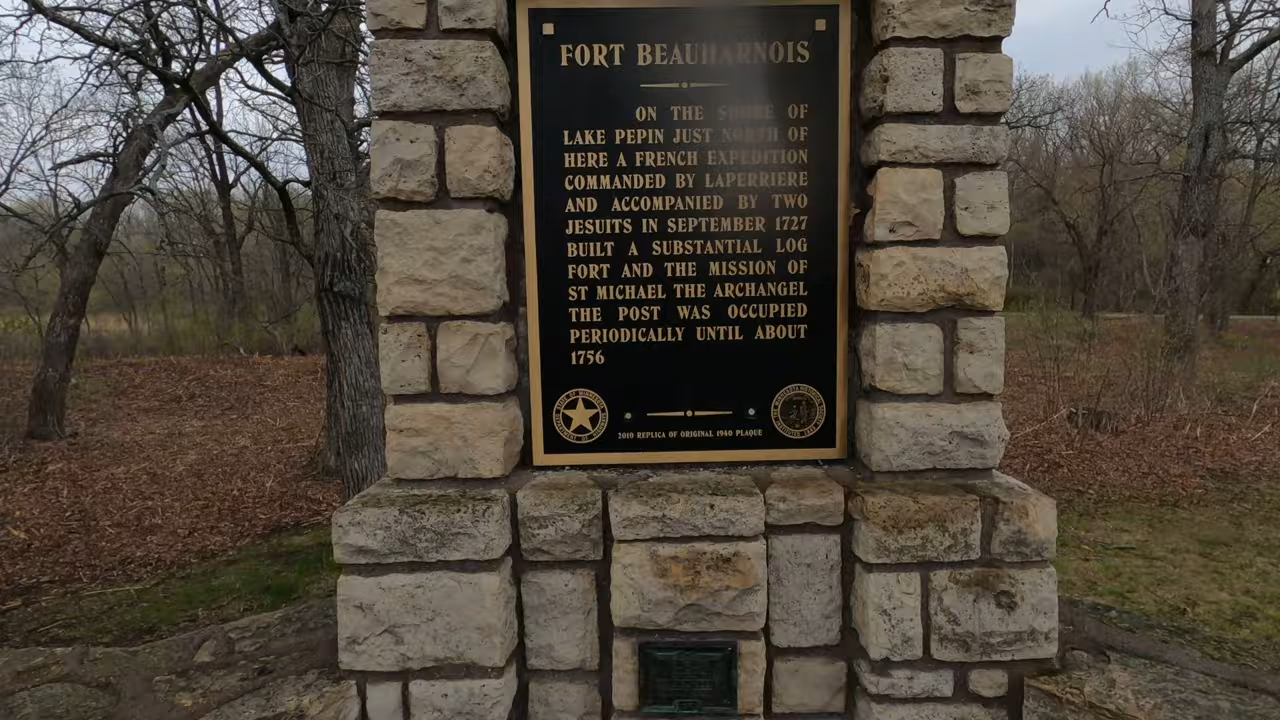 FORT BEAUHARNOIS
ON THE SHORE OF
LAKE PEPIN JUST NORTH OF
HERE A FRENCH EXPEDITION
COMMANDED BY LAPERRIERE
AND ACCOMPANIED BY TWO
JESUITS IN SEPTEMBER 1727
BUILT A SUBSTANTIAL LOG
FORT AND THE MISSION OF
ST MICHAEL THE ARCHANGEL
THE POST WAS OCCUPIED
PERIODICALLY UNTIL ABOUT
1756
2010 REPLICA OF ORIGINAL 1940 PLAQUE